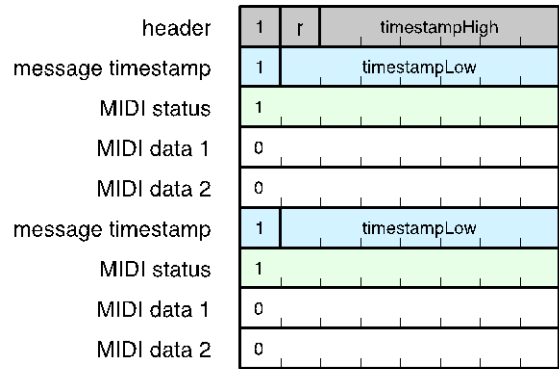 header 1 r timestampHigh
message timestamp 1 timestampLow
MIDI status 1
MIDI data 1 0
MIDI data 2 0
message timestamp 1 timestampLow
MIDI status 1
MIDI data 1 0
MIDI data 2 0